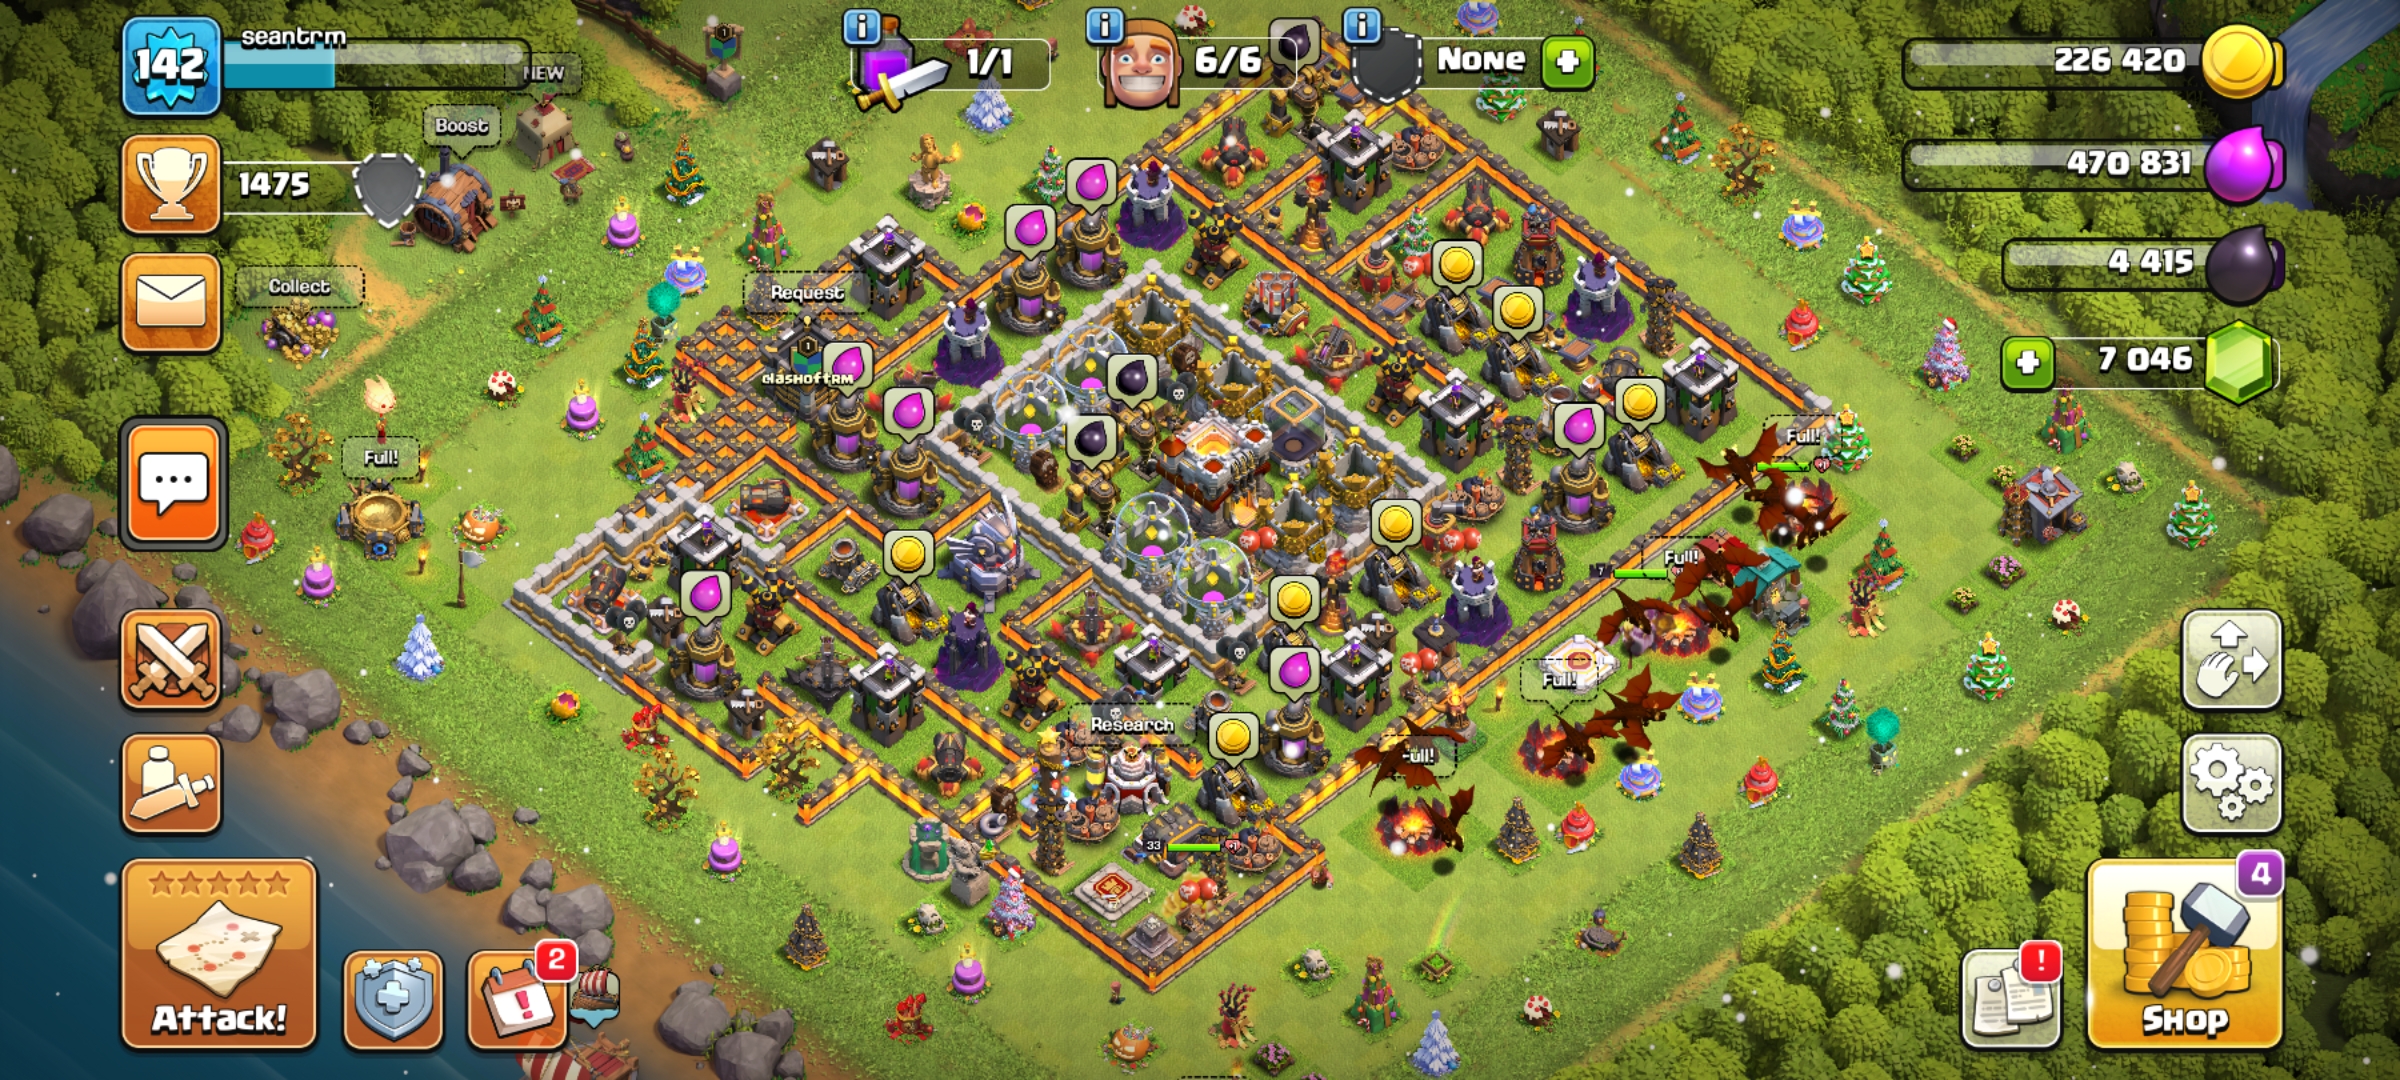 142
seantrm
1/1
6/6
None
226 420
NEW
Boost
1475
470 831
4 415
Collect
Request
7 046
clashoftrm
Full!
Full!
Full!
7
Full!
Research
Full!
33
Attack!
2
4
Shop